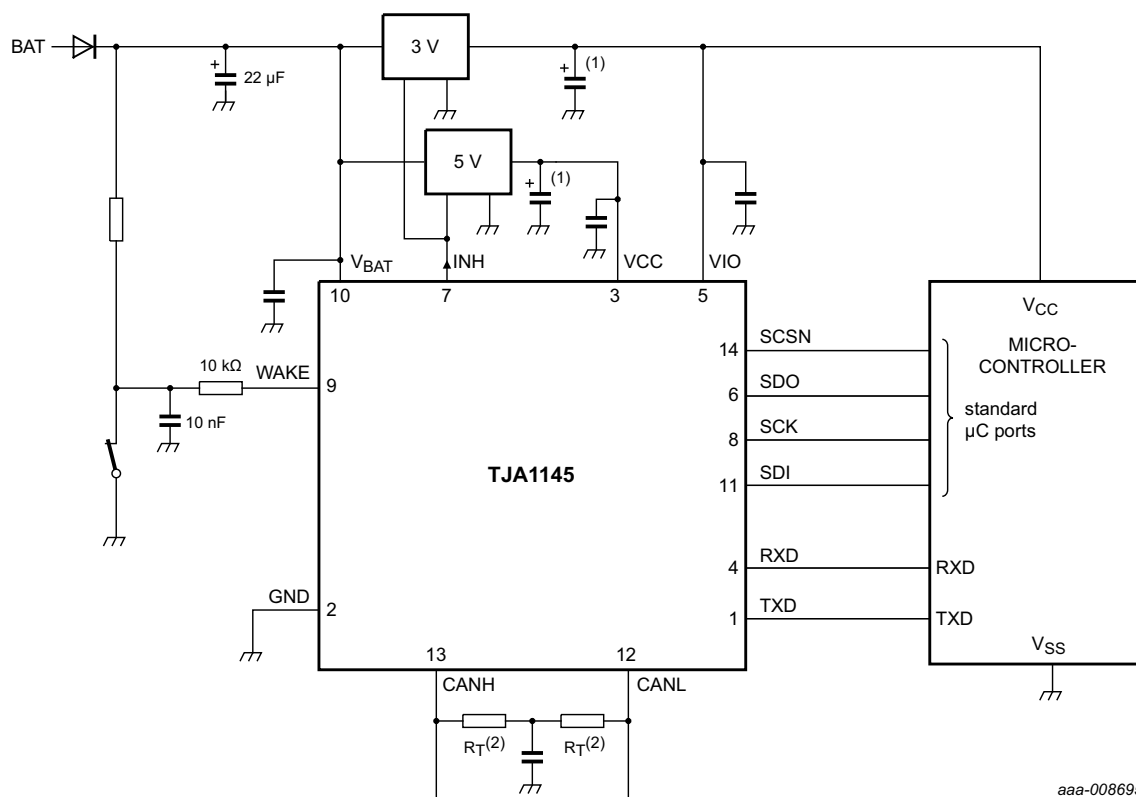 BAT
3 V
+
22 µF
+
(1)
5 V
+
(1)
VBAT
INH
VCC
VIO
10
7
3
5
VCC
MICRO-
CONTROLLER
standard
µC ports
14
SCSN
6
SDO
8
SCK
11
SDI
10 kΩ
WAKE
9
10 nF
TJA1145
4
RXD
RXD
1
TXD
TXD
GND
2
VSS
13
12
CANH
CANL
RT(2)
RT(2)
aaa-008695